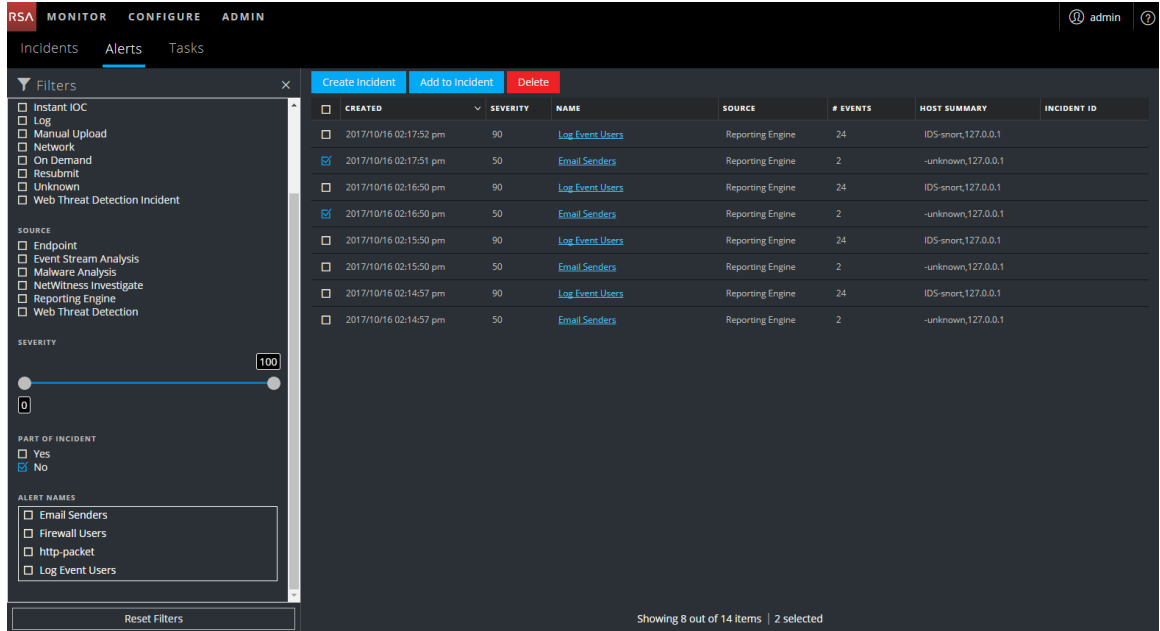 RSA MONITOR CONFIGURE ADMIN admin ?
Incidents Alerts Tasks
Filters ×
Instant IOC
Log
Manual Upload
Network
On Demand
Resubmit
Unknown
Web Threat Detection Incident
SOURCE
Endpoint
Event Stream Analysis
Malware Analysis
NetWitness Investigate
Reporting Engine
Web Threat Detection
SEVERITY
100
0
PART OF INCIDENT
Yes
No
ALERT NAMES
Email Senders
Firewall Users
http-packet
Log Event Users
Reset Filters
Create Incident Add to Incident Delete
CREATED SEVERITY NAME SOURCE # EVENTS HOST SUMMARY INCIDENT ID
2017/10/16 02:17:52 pm 90 Log Event Users Reporting Engine 24 IDS-snort,127.0.0.1
2017/10/16 02:17:51 pm 50 Email Senders Reporting Engine 2 -unknown,127.0.0.1
2017/10/16 02:16:50 pm 90 Log Event Users Reporting Engine 24 IDS-snort,127.0.0.1
2017/10/16 02:16:50 pm 50 Email Senders Reporting Engine 2 -unknown,127.0.0.1
2017/10/16 02:15:50 pm 90 Log Event Users Reporting Engine 24 IDS-snort,127.0.0.1
2017/10/16 02:15:50 pm 50 Email Senders Reporting Engine 2 -unknown,127.0.0.1
2017/10/16 02:14:57 pm 90 Log Event Users Reporting Engine 24 IDS-snort,127.0.0.1
2017/10/16 02:14:57 pm 50 Email Senders Reporting Engine 2 -unknown,127.0.0.1
Showing 8 out of 14 items | 2 selected